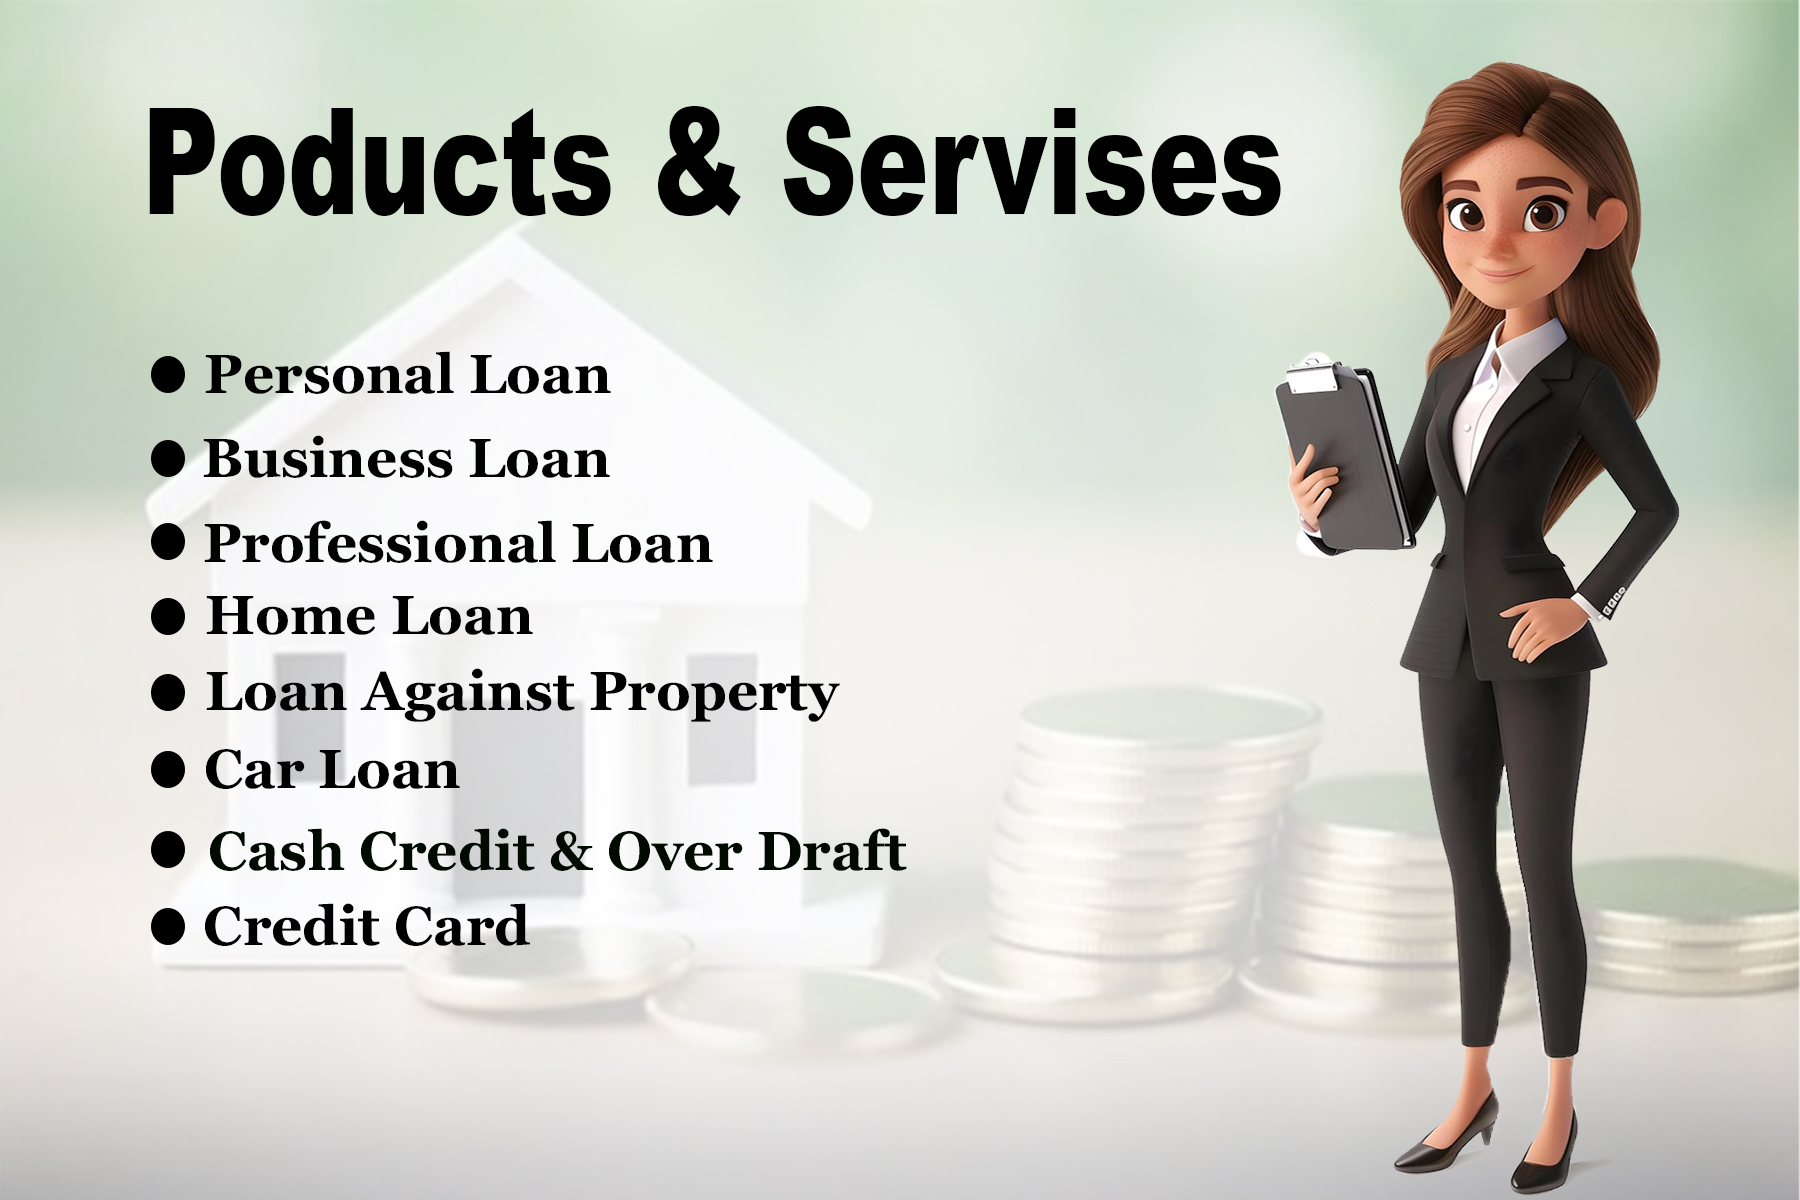 Poducts & Servises
● Personal Loan
● Business Loan
● Professional Loan
● Home Loan
● Loan Against Property
● Car Loan
● Cash Credit & Over Draft
● Credit Card